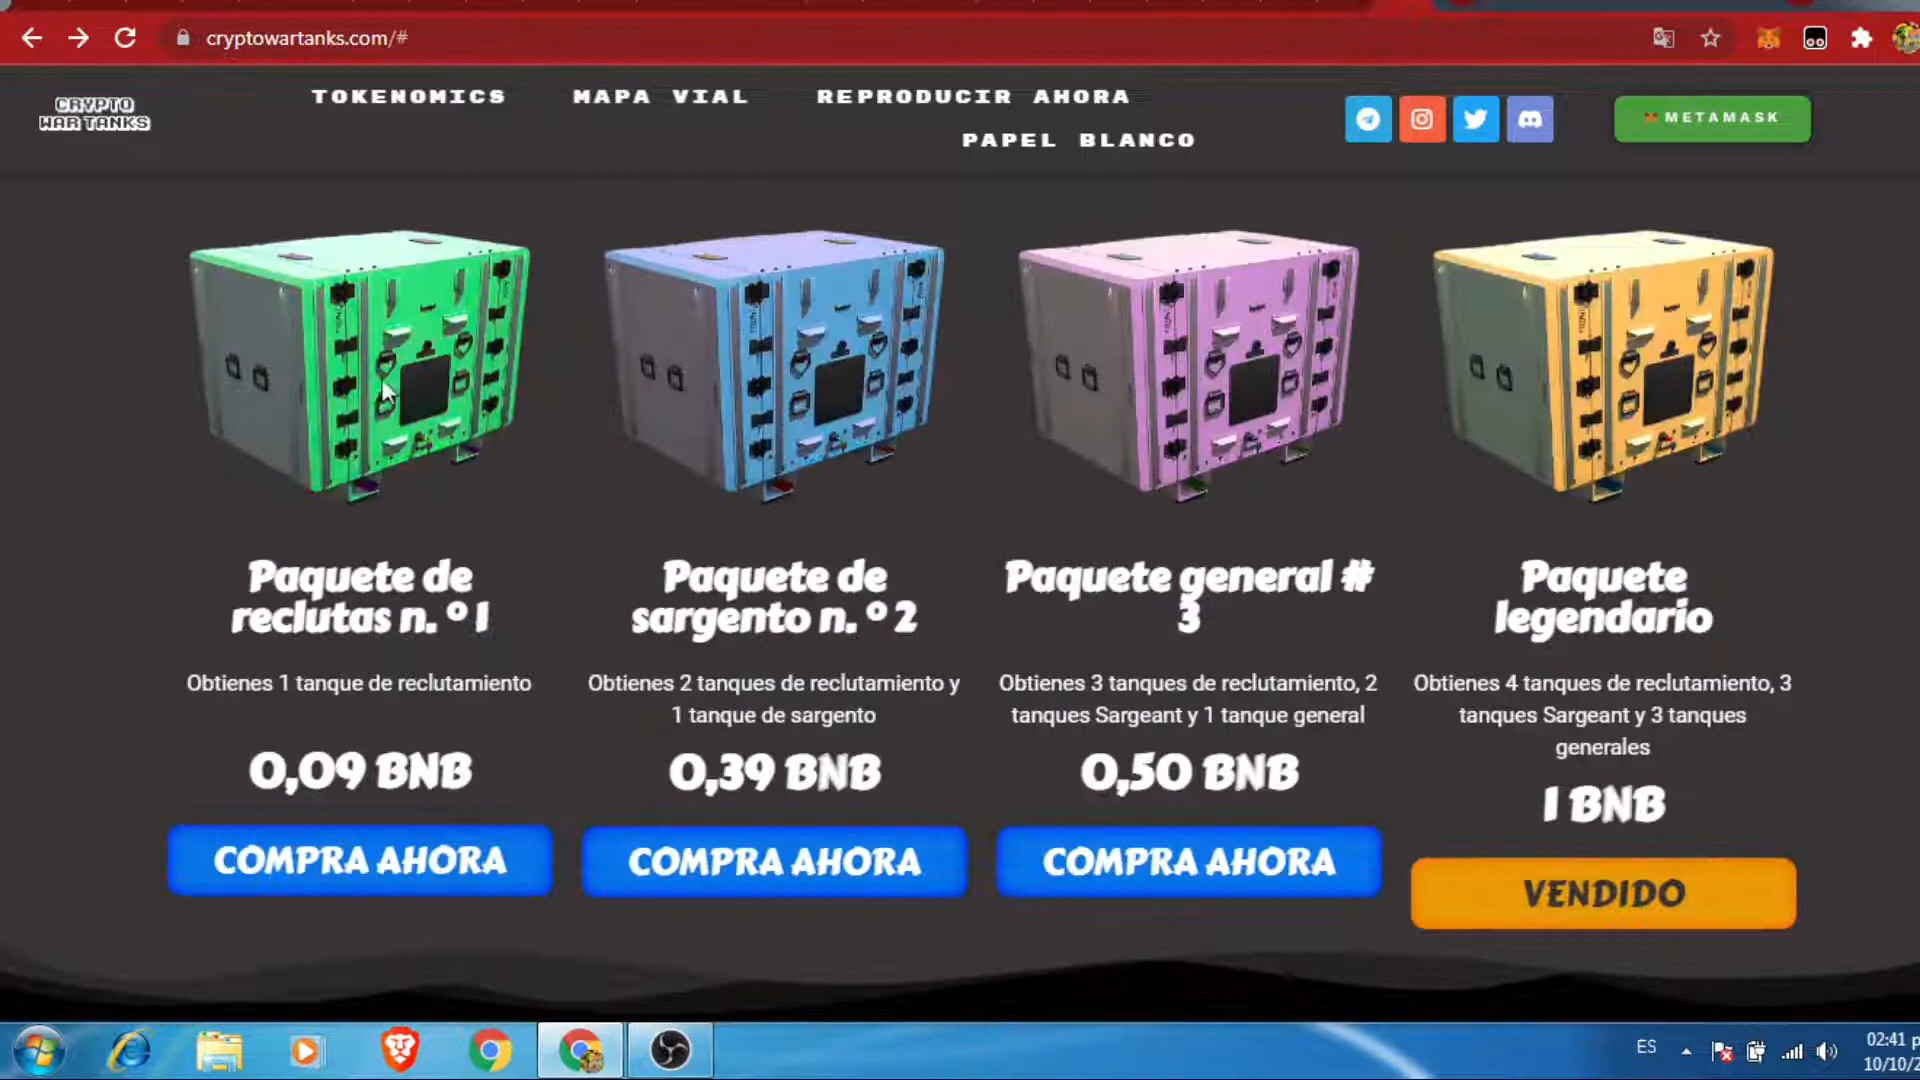 cryptowartanks.com/#
CRYPTO
WAR TANKS
TOKENOMICS
MAPA VIAL
REPRODUCIR AHORA
PAPEL BLANCO
METAMASK
Paquete de
reclutas n. º 1
Obtienes 1 tanque de reclutamiento
0,09 BNB
COMPRA AHORA
Paquete de
sargento n. º 2
Obtienes 2 tanques de reclutamiento y
1 tanque de sargento
0,39 BNB
COMPRA AHORA
Paquete general #
3
Obtienes 3 tanques de reclutamiento, 2
tanques Sargeant y 1 tanque general
0,50 BNB
COMPRA AHORA
Paquete
legendario
Obtienes 4 tanques de reclutamiento, 3
tanques Sargeant y 3 tanques
generales
1 BNB
VENDIDO
ES
02:41 p
10/10/2